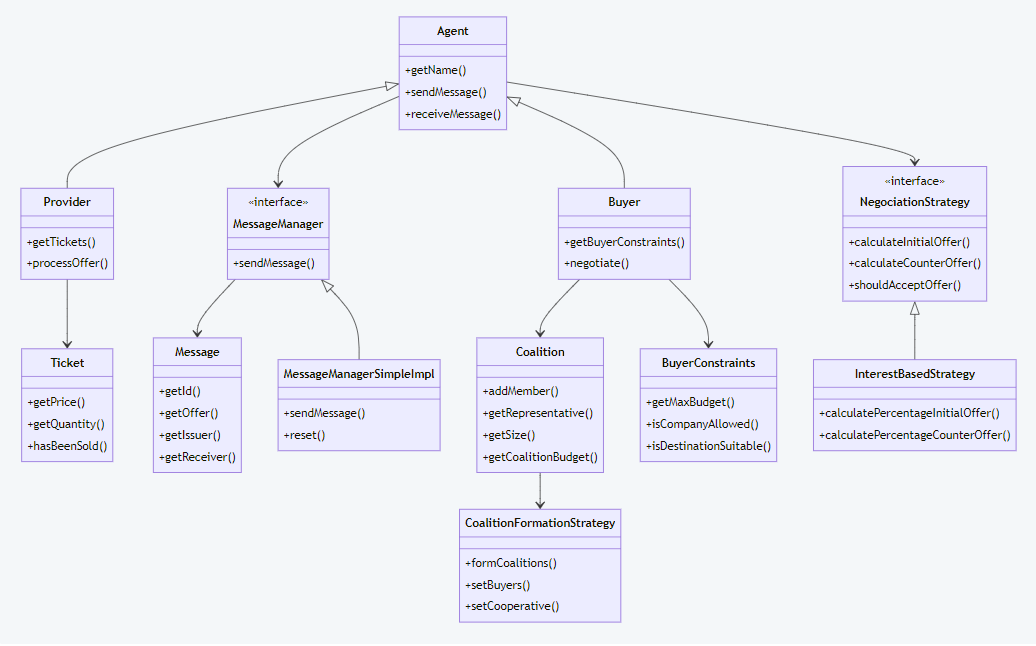 Agent
+getName()
+sendMessage()
+receiveMessage()
Provider
+getTickets()
+processOffer()
«interface»
MessageManager
+sendMessage()
Buyer
+getBuyerConstraints()
+negotiate()
«interface»
NegociationStrategy
+calculateInitialOffer()
+calculateCounterOffer()
+shouldAcceptOffer()
Ticket
+getPrice()
+getQuantity()
+hasBeenSold()
Message
+getId()
+getOffer()
+getIssuer()
+getReceiver()
MessageManagerSimpleImpl
+sendMessage()
+reset()
Coalition
+addMember()
+getRepresentative()
+getSize()
+getCoalitionBudget()
BuyerConstraints
+getMaxBudget()
+isCompanyAllowed()
+isDestinationSuitable()
InterestBasedStrategy
+calculatePercentageInitialOffer()
+calculatePercentageCounterOffer()
CoalitionFormationStrategy
+formCoalitions()
+setBuyers()
+setCooperative()